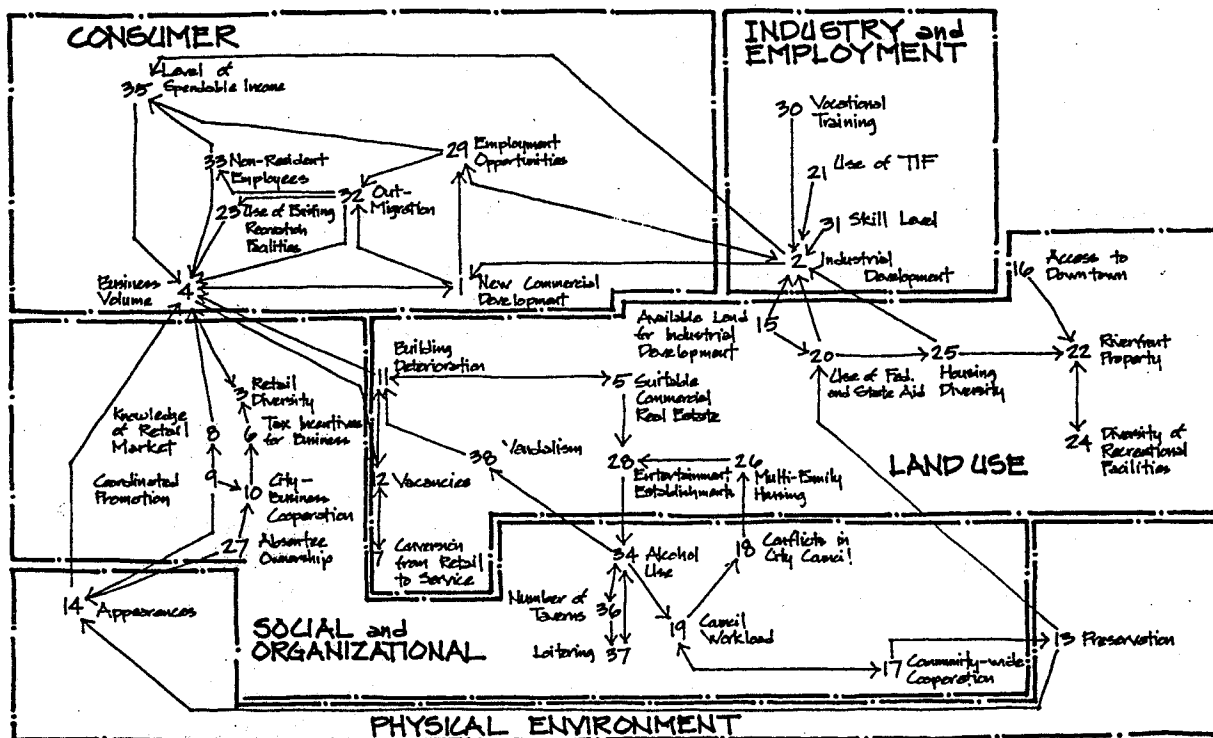 CONSUMER
35 Level of
Spendable Income
33 Non-Resident
Employees
29 Employment
Opportunities
32 Out-
Migration
23 Use of Existing
Recreation
Facilities
Business
Volume 4
1 New Commercial
Development
INDUSTRY and
EMPLOYMENT
30 Vocational
Training
21 Use of TIF
31 Skill Level
2 Industrial
Development
16 Access to
Downtown
Available Land
for Industrial
Development
15
20 Use of Fed.
and State Aid
25 Housing
Diversity
22 Riverfront
Property
24 Diversity of
Recreational
Facilities
LAND USE
11 Building
Deterioration
5 Suitable
Commercial
Real Estate
28 Entertainment
Establishment
26 Multi-Family
Housing
38 Vandalism
12 Vacancies
7 Conversion
from Retail
to Service
3 Retail
Diversity
Knowledge
of Retail
Market 8
6 Tax Incentives
for Business
9 Coordinated
Promotion
10 City-
Business
Cooperation
27 Absentee
Ownership
14 Appearances
SOCIAL and
ORGANIZATIONAL
34 Alcohol
Use
18 Conflicts in
City Council
Number of
Taverns 36
Loitering 37
19 Council
Workload
17 Community-wide
Cooperation
13 Preservation
PHYSICAL ENVIRONMENT